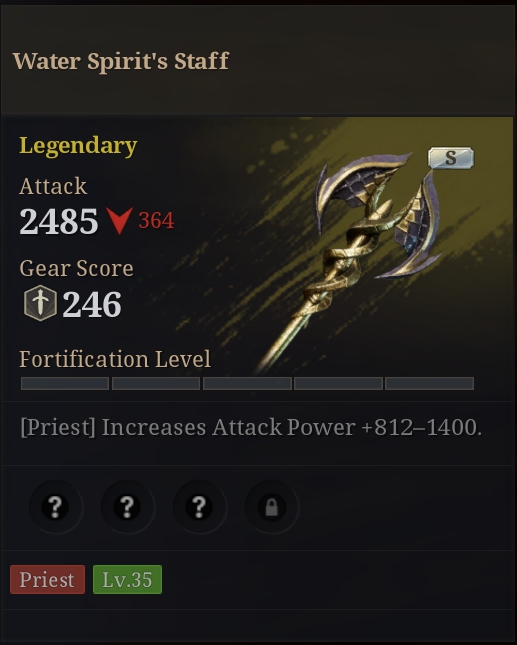 Water Spirit's Staff
Legendary
S
Attack
2485 364
Gear Score
246
Fortification Level
[Priest] Increases Attack Power +812–1400.
? ? ?
Priest Lv.35